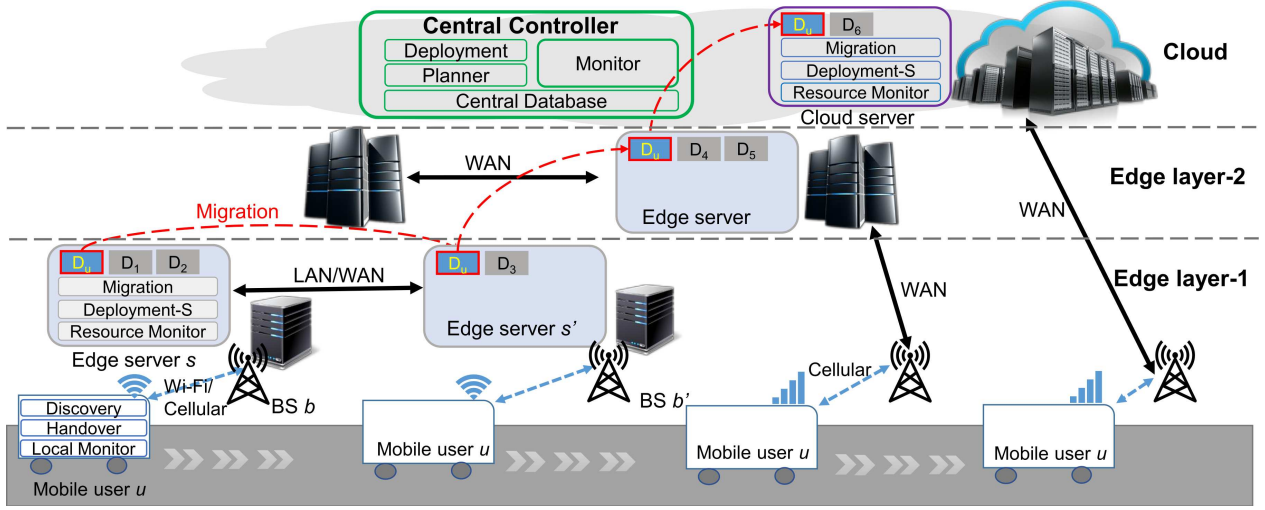 Central Controller
Deployment
Planner
Monitor
Central Database
Du D6
Migration
Deployment-S
Resource Monitor
Cloud server
Cloud
WAN
Du D4 D5
Edge server
Edge layer-2
WAN
Migration
Du D1 D2
Migration
Deployment-S
Resource Monitor
Edge server s
LAN/WAN
Du D3
Edge server s’
WAN
Edge layer-1
Wi-Fi/
Cellular
BS b
BS b’
Cellular
Discovery
Handover
Local Monitor
Mobile user u
Mobile user u
Mobile user u
Mobile user u